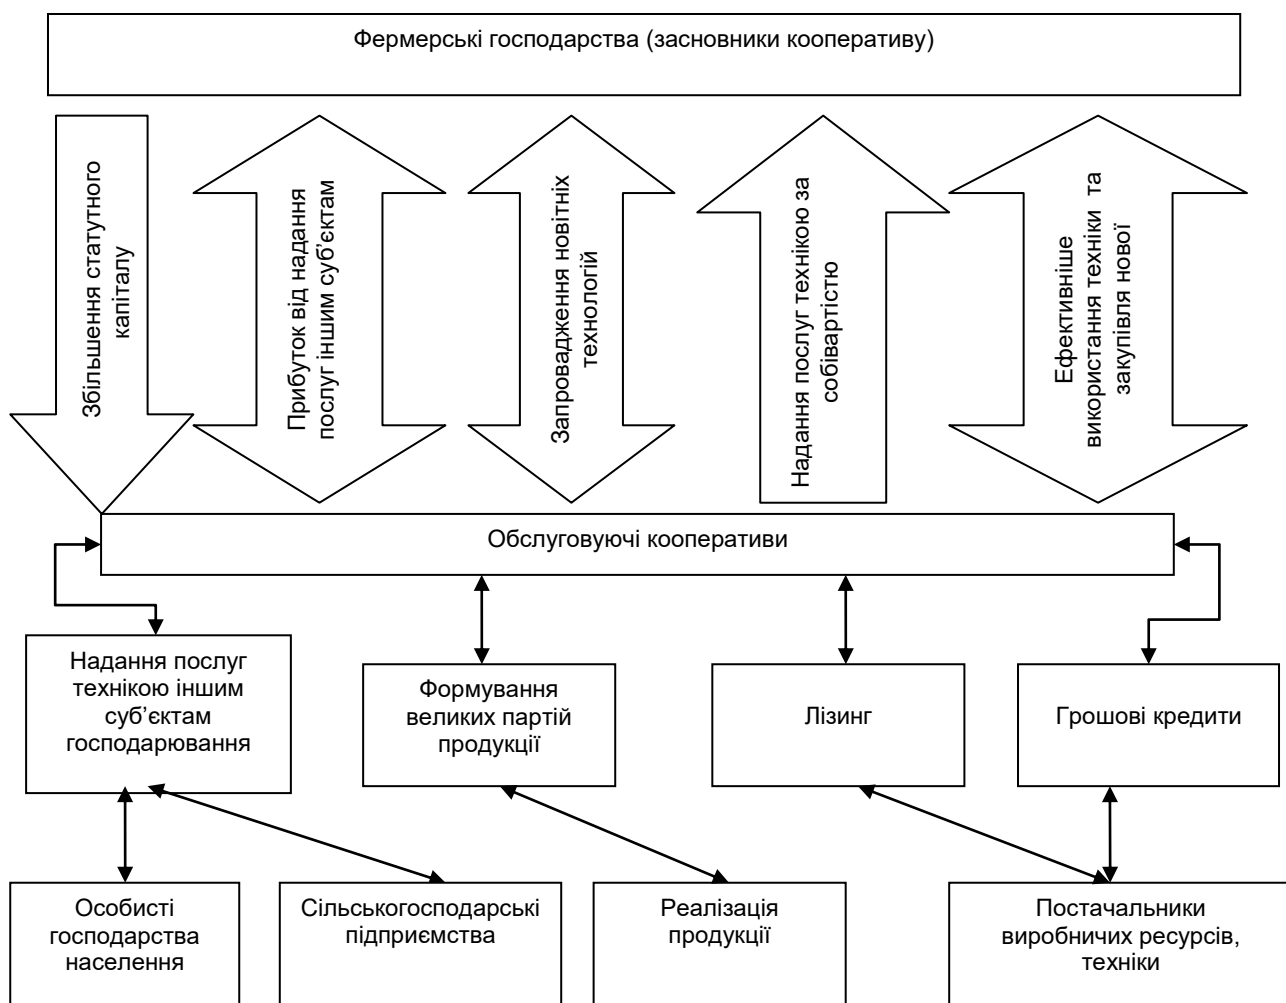 Фермерські господарства (засновники кооперативу)
Збільшення статутного
капіталу
Прибуток від надання
послуг іншим суб’єктам
Запровадження новітніх
технологій
Надання послуг технікою за
собівартістю
Ефективніше
використання техніки та
закупівля нової
Обслуговуючі кооперативи
Надання послуг
технікою іншим
суб’єктам
господарювання
Формування
великих партій
продукції
Лізинг
Грошові кредити
Особисті
господарства
населення
Сільськогосподарські
підприємства
Реалізація
продукції
Постачальники
виробничих ресурсів,
техніки